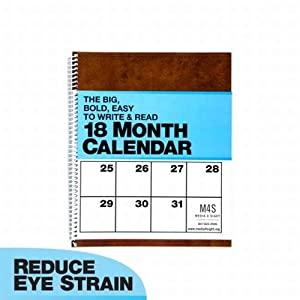 THE BIG,
BOLD, EASY
TO WRITE & READ
18 MONTH
CALENDAR
25 26 27 28
29 30 31
M4S
REDUCE
EYE STRAIN